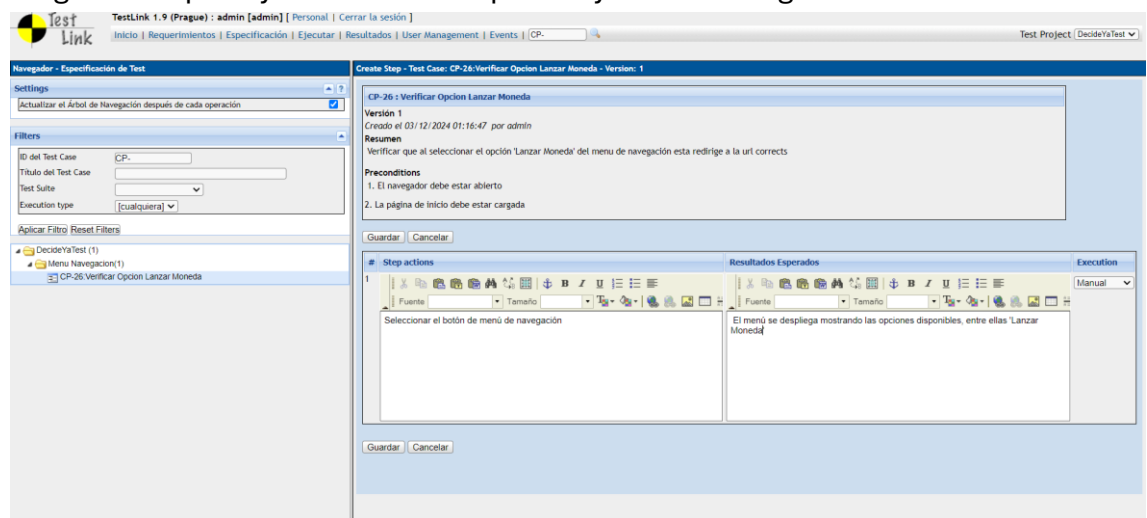 Test Link
TestLink 1.9 (Prague) : admin [admin] [ Personal | Cerrar la sesión ]
Inicio | Requerimientos | Especificación | Ejecutar | Resultados | User Management | Events | CP-
Test Project DecideYaTest
Navegador - Especificación de Test
Settings
Actualizar el Árbol de Navegación después de cada operación
Filters
ID del Test Case CP-
Título del Test Case
Test Suite
Execution type [cualquiera]
Aplicar Filtro Reset Filters
DecideYaTest (1)
Menu Navegacion(1)
CP-26:Verificar Opcion Lanzar Moneda
Create Step - Test Case: CP-26:Verificar Opcion Lanzar Moneda - Version: 1
CP-26 : Verificar Opcion Lanzar Moneda
Versión 1
Creado el 03/12/2024 01:16:47 por admin
Resumen
Verificar que al seleccionar el opción 'Lanzar Moneda' del menu de navegación esta redirige a la url corrects
Preconditions
1. El navegador debe estar abierto
2. La página de inicio debe estar cargada
Guardar Cancelar
# Step actions Resultados Esperados Execution
1 Manual
Fuente Tamaño Fuente Tamaño
Seleccionar el botón de menú de navegación
El menú se despliega mostrando las opciones disponibles, entre ellas 'Lanzar
Moneda
Guardar Cancelar